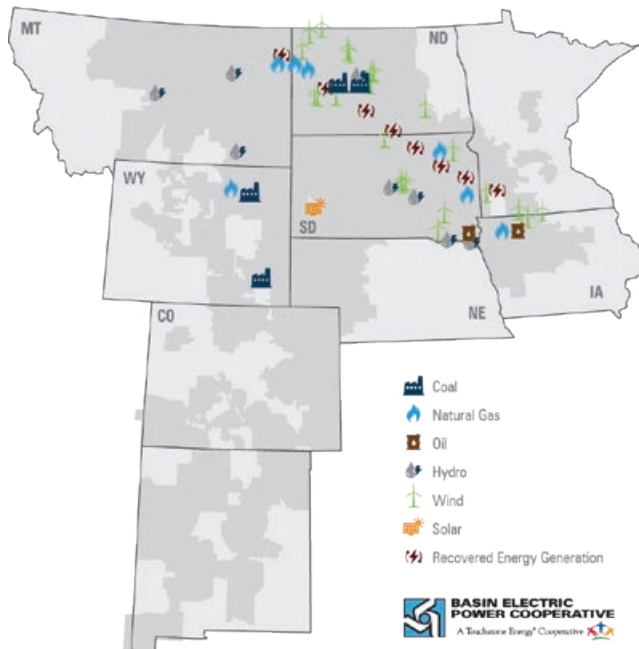 MT
ND
WY
SD
IA
NE
CO
Coal
Natural Gas
Oil
Hydro
Wind
Solar
Recovered Energy Generation
BASIN ELECTRIC
POWER COOPERATIVE
A Touchstone Energy® Cooperative